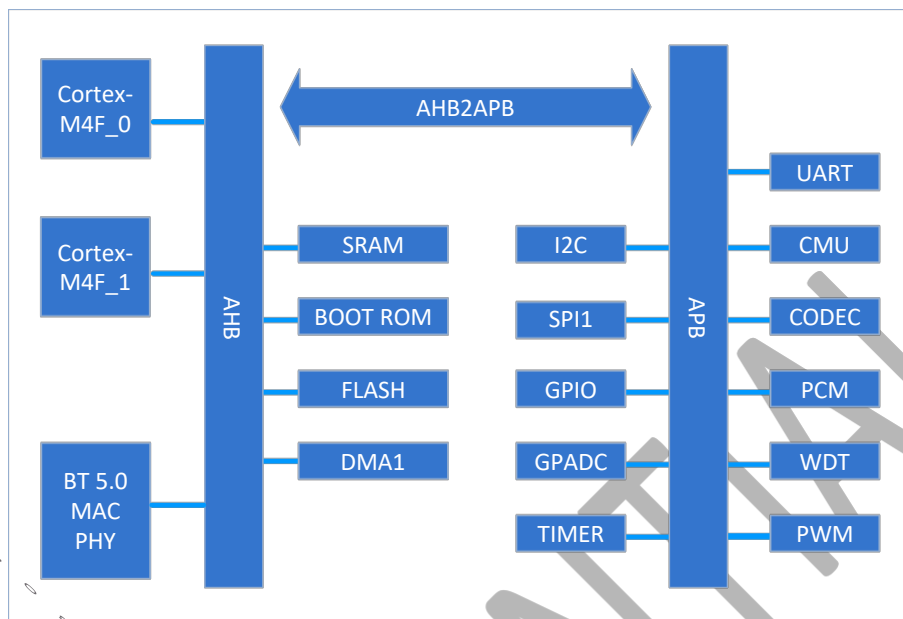 Cortex-
M4F_0
AHB2APB
UART
Cortex-
M4F_1
SRAM
I2C
CMU
AHB
APB
BOOT ROM
SPI1
CODEC
FLASH
GPIO
PCM
BT 5.0
MAC
PHY
DMA1
GPADC
WDT
TIMER
PWM